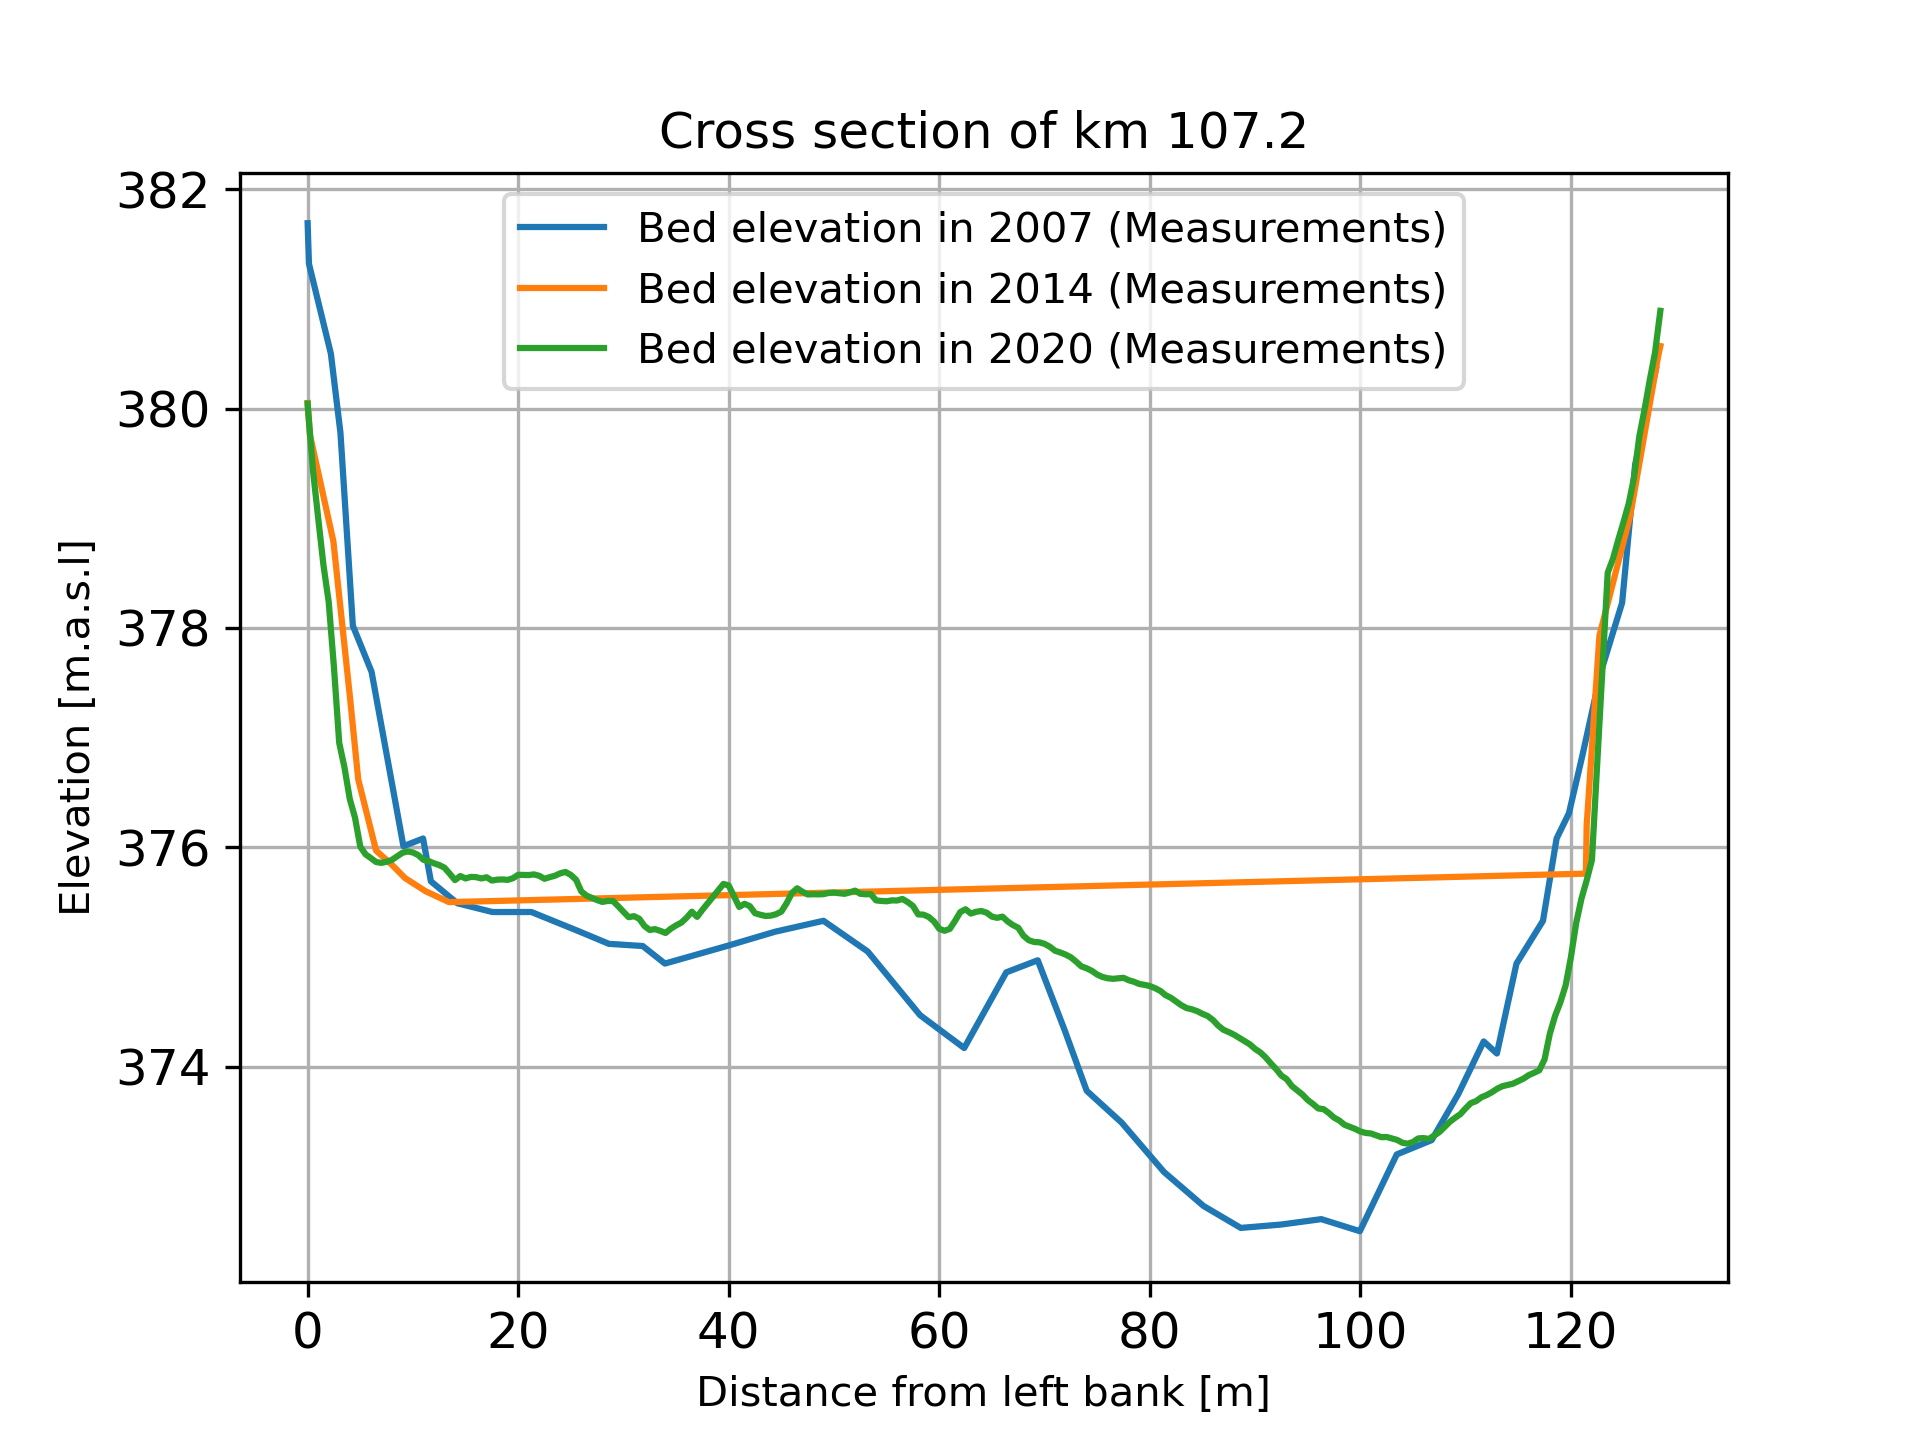 Cross section of km 107.2
Bed elevation in 2007 (Measurements)
Bed elevation in 2014 (Measurements)
Bed elevation in 2020 (Measurements)
Elevation [m.a.s.l]
382
380
378
376
374
0 20 40 60 80 100 120
Distance from left bank [m]